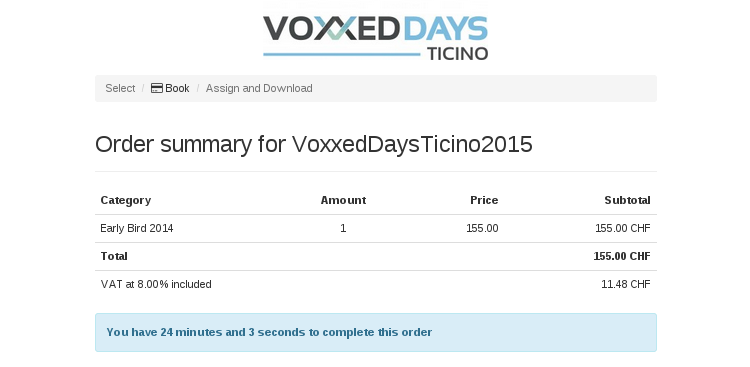 VOXXED DAYS
TICINO
Select / Book / Assign and Download
Order summary for VoxxedDaysTicino2015
Category Amount Price Subtotal
Early Bird 2014 1 155.00 155.00 CHF
Total 155.00 CHF
VAT at 8.00% included 11.48 CHF
You have 24 minutes and 3 seconds to complete this order